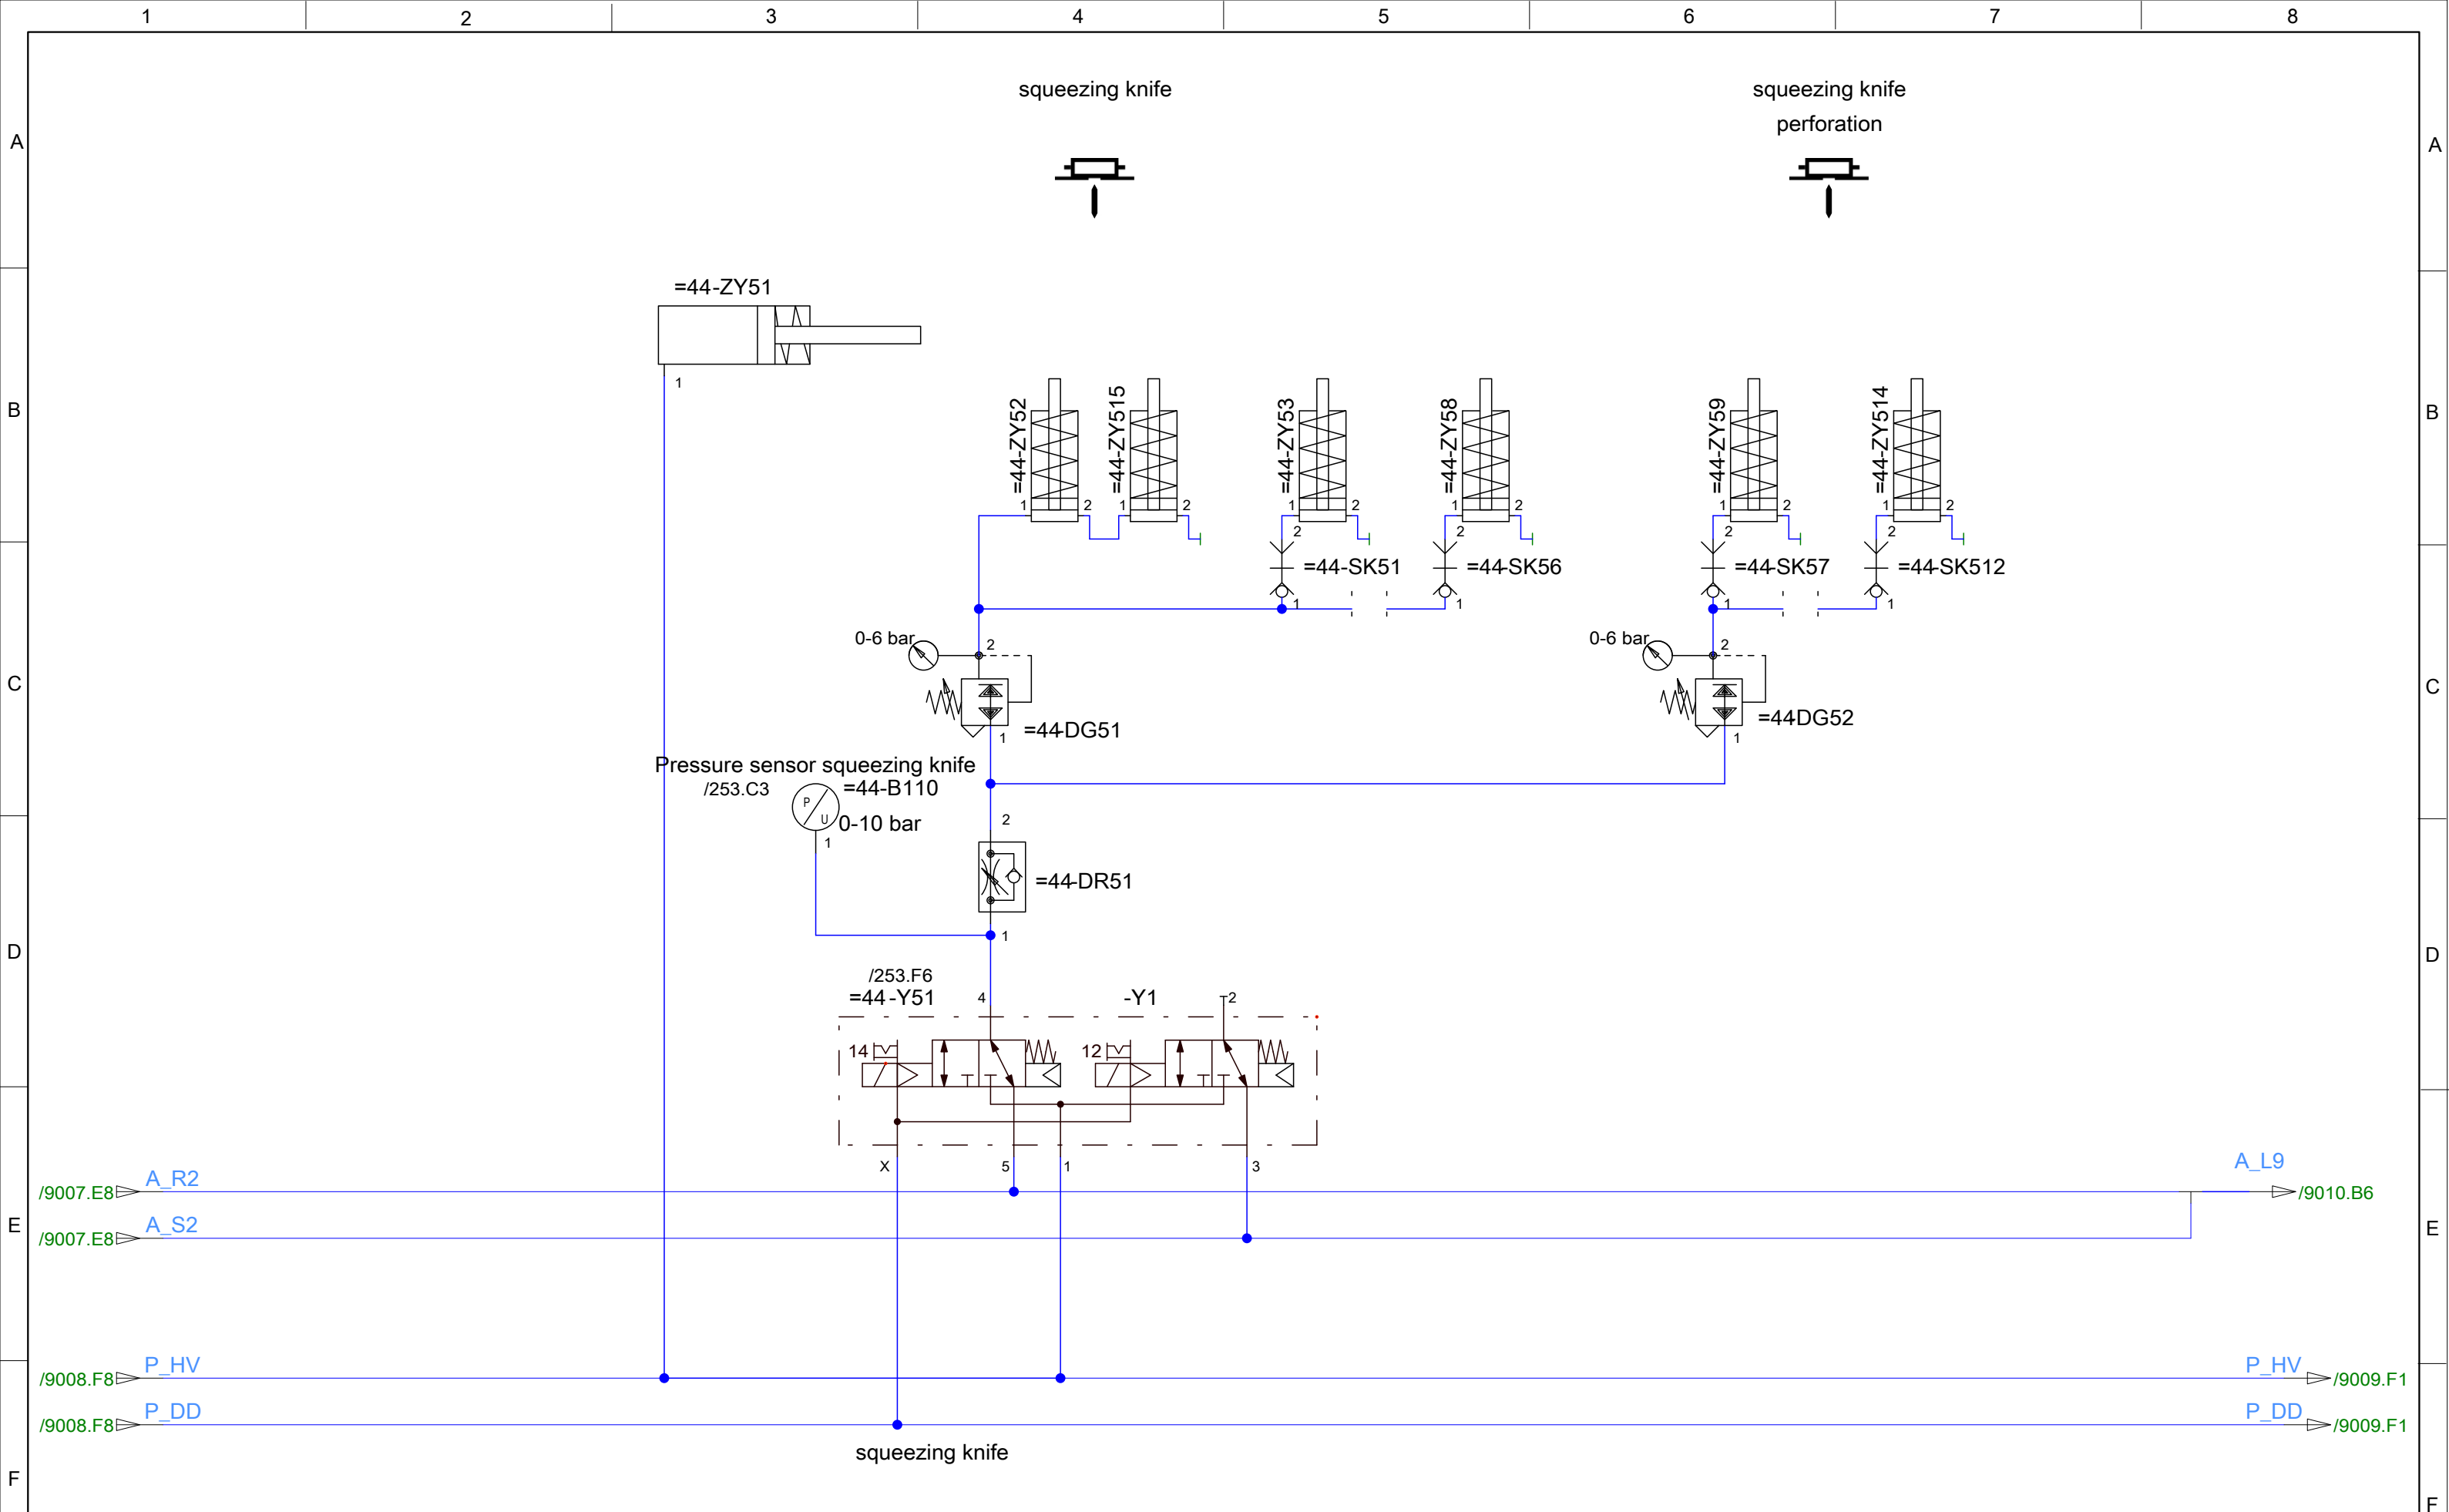 1 2 3 4 5 6 7 8
squeezing knife
squeezing knife
perforation
A
A
=44-ZY51
1
B
B
=44-ZY52
=44-ZY515
=44-ZY53
=44-ZY58
=44-ZY59
=44-ZY514
1 2 1 2 1 2 1 2 1 2 1 2
2 2 2 2
=44-SK51
=44-SK56
=44-SK57
=44-SK512
1 1 1 1
0-6 bar
2
0-6 bar
2
C
C
=44-DG51
1
=44DG52
1
Pressure sensor squeezing knife
/253.C3
=44-B110
P
U
0-10 bar
1
2
=44-DR51
1
D
D
/253.F6
=44-Y51
4
-Y1
2
14
12
X 5 1 3
A_R2
/9007.E8
A_L9
/9010.B6
E
E
A_S2
/9007.E8
P_HV
/9008.F8
P_HV
/9009.F1
P_DD
/9008.F8
P_DD
/9009.F1
squeezing knife
F
F